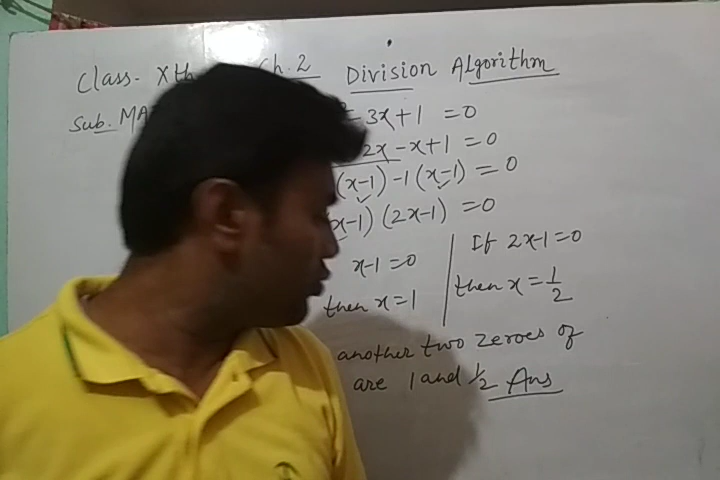 Class- Xth Ch. 2 Division Algorithm
Sub. MA
- 3x+1 =0
2x -x+1 =0
(x-1) -1 (x-1) = 0
x-1) (2x-1) =0
x-1 =0 If 2x-1=0
then x=1 then x=1/2
another two zeroes of
are 1 and 1/2 Ans